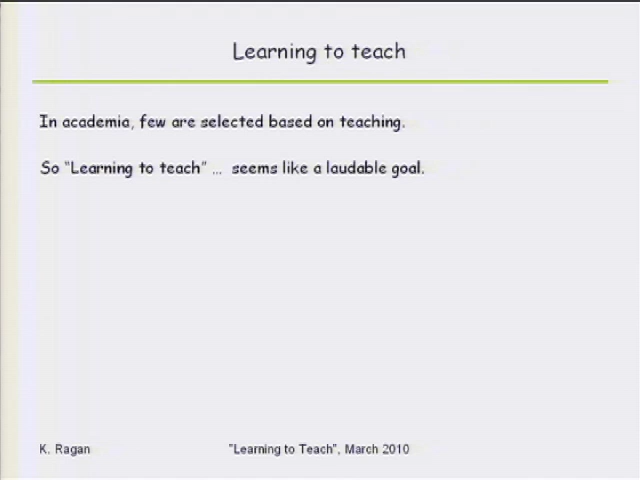 Learning to teach
In academia, few are selected based on teaching.
So "Learning to teach" ... seems like a laudable goal.
K. Ragan
"Learning to Teach", March 2010